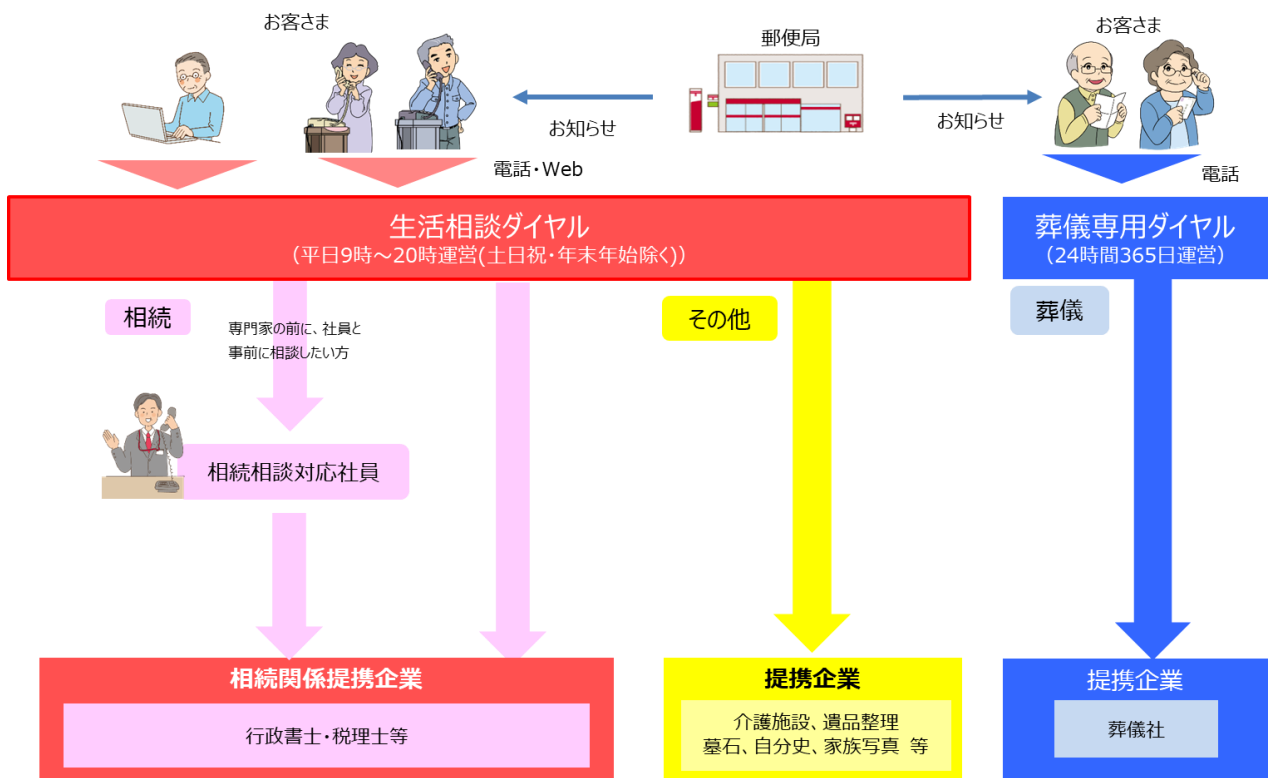 お客さま
郵便局
お客さま
お知らせ
お知らせ
電話・Web
電話
生活相談ダイヤル
（平日9時～20時運営(土日祝・年末年始除く)）
葬儀専用ダイヤル
（24時間365日運営）
相続
専門家の前に、社員と
事前に相談したい方
その他
葬儀
相続相談対応社員
相続関係提携企業
行政書士・税理士等
提携企業
介護施設、遺品整理
墓石、自分史、家族写真 等
提携企業
葬儀社